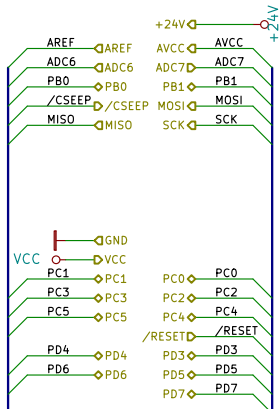 +24V +24V
AREF AREF AVCC AVCC
ADC6 ADC6 ADC7 ADC7
PB0 PB0 PB1 PB1
/CSEEP /CSEEP MOSI MOSI
MISO MISO SCK SCK
GND
VCC VCC
PC1 PC1 PC0 PC0
PC3 PC3 PC2 PC2
PC5 PC5 PC4 PC4
/RESET /RESET
PD4 PD4 PD3 PD3
PD6 PD6 PD5 PD5
PD7 PD7